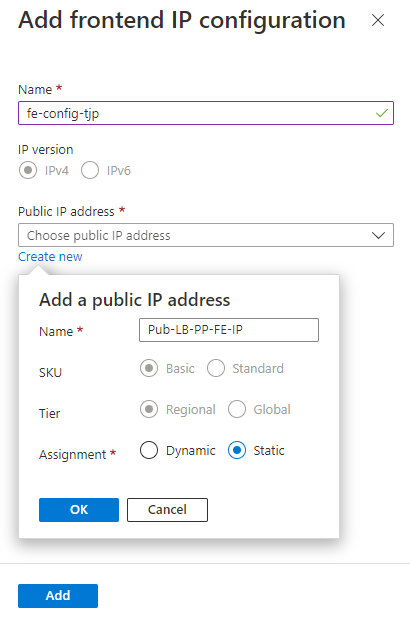 Add frontend IP configuration
Name *
fe-config-tjp
IP version
IPv4 IPv6
Public IP address *
Choose public IP address
Create new
Add a public IP address
Name * Pub-LB-PP-FE-IP
SKU Basic Standard
Tier Regional Global
Assignment * Dynamic Static
OK Cancel
Add